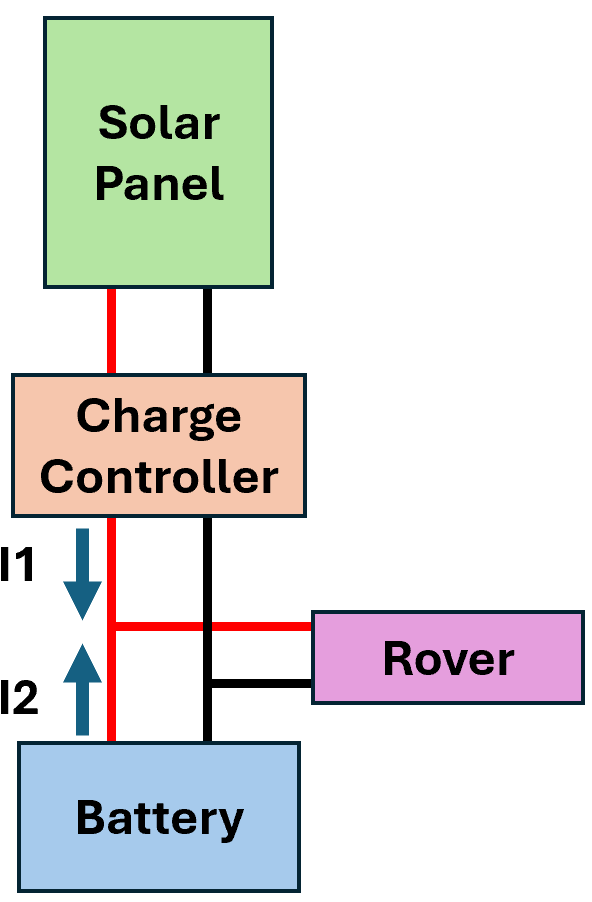 Solar
Panel
Charge
Controller
I1
Rover
I2
Battery